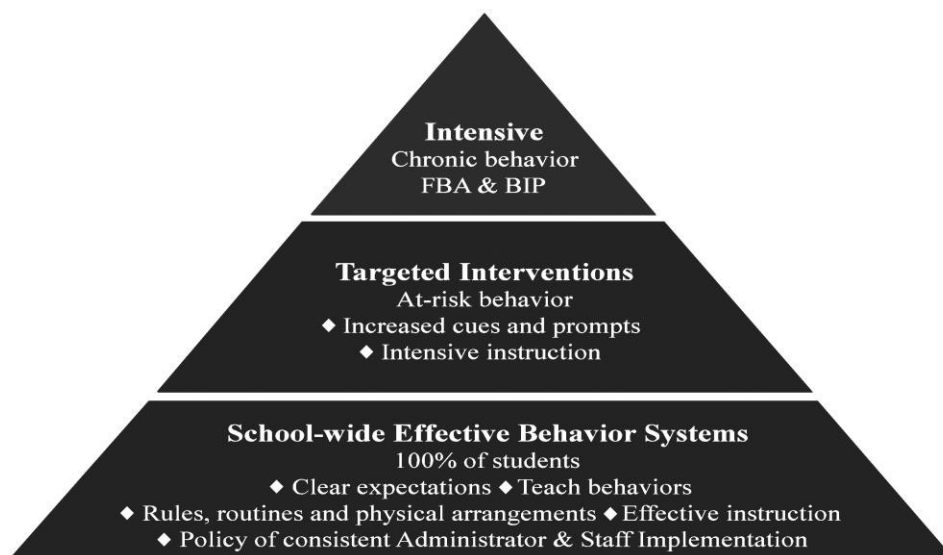 Intensive
Chronic behavior
FBA & BIP
Targeted Interventions
At-risk behavior
◆ Increased cues and prompts
◆ Intensive instruction
School-wide Effective Behavior Systems
100% of students
◆ Clear expectations ◆ Teach behaviors
◆ Rules, routines and physical arrangements ◆ Effective instruction
◆ Policy of consistent Administrator & Staff Implementation